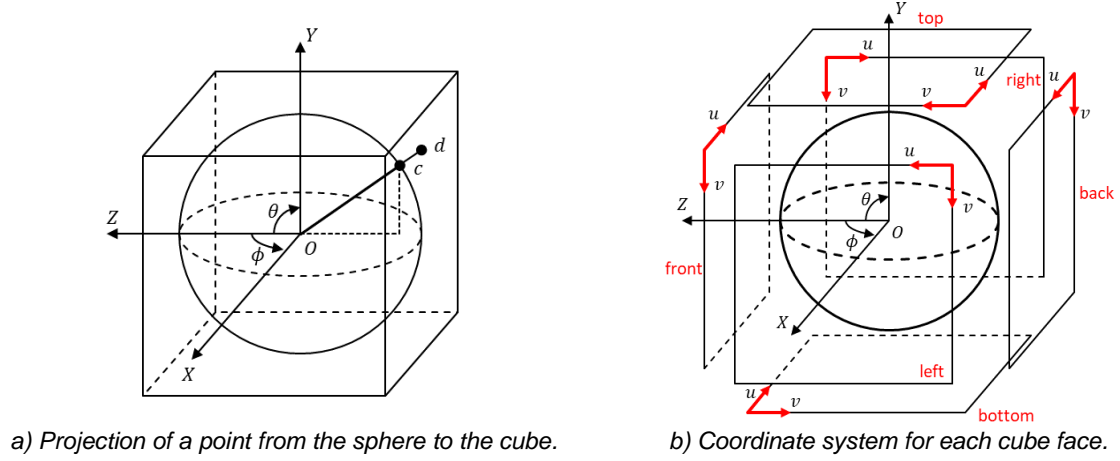 Y
d
c
Z
θ
ϕ
O
X
a) Projection of a point from the sphere to the cube.
Y
top
u
right
u
v
v
u
u
v
u
v
v
back
Z
θ
ϕ
O
front
X
left
u
v
bottom
b) Coordinate system for each cube face.